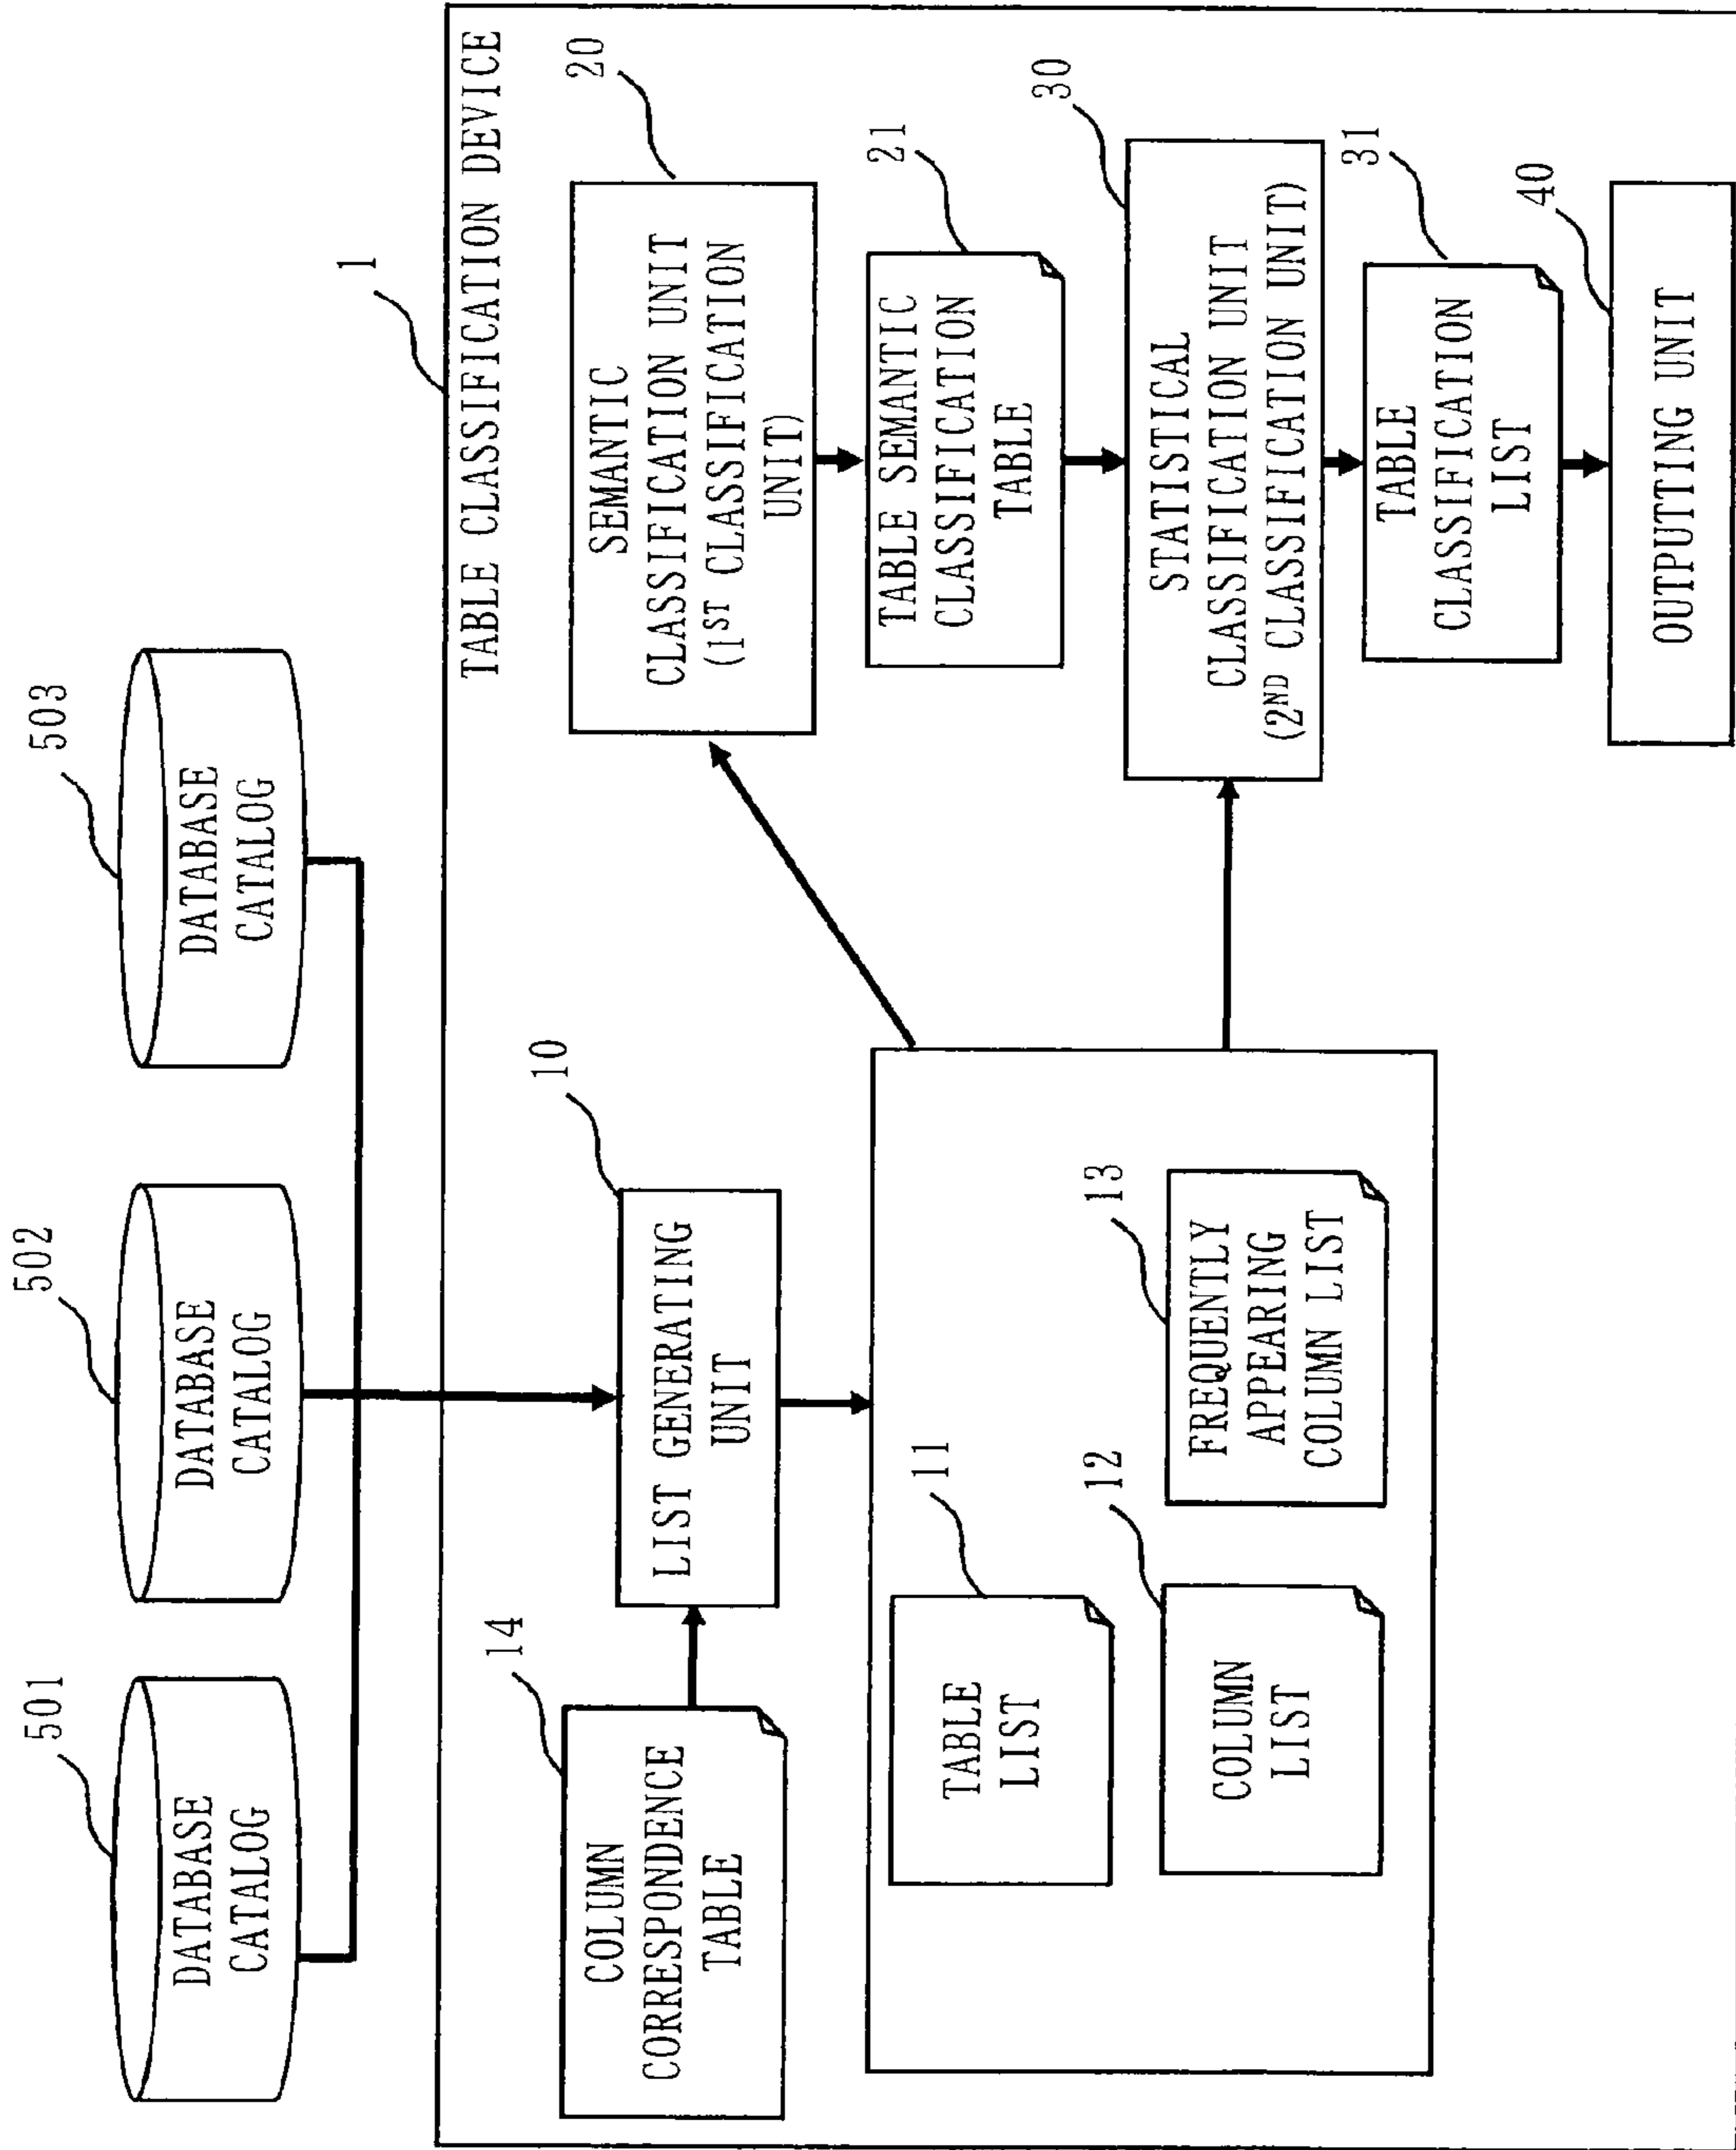 501
DATABASE
CATALOG
502
DATABASE
CATALOG
503
DATABASE
CATALOG
1
TABLE CLASSIFICATION DEVICE
14
COLUMN
CORRESPONDENCE
TABLE
10
LIST GENERATING
UNIT
11
TABLE
LIST
12
COLUMN
LIST
13
FREQUENTLY
APPEARING
COLUMN LIST
20
SEMANTIC
CLASSIFICATION UNIT
(1ST CLASSIFICATION
UNIT)
21
TABLE SEMANTIC
CLASSIFICATION
TABLE
30
STATISTICAL
CLASSIFICATION UNIT
(2ND CLASSIFICATION UNIT)
31
TABLE
CLASSIFICATION
LIST
40
OUTPUTING UNIT